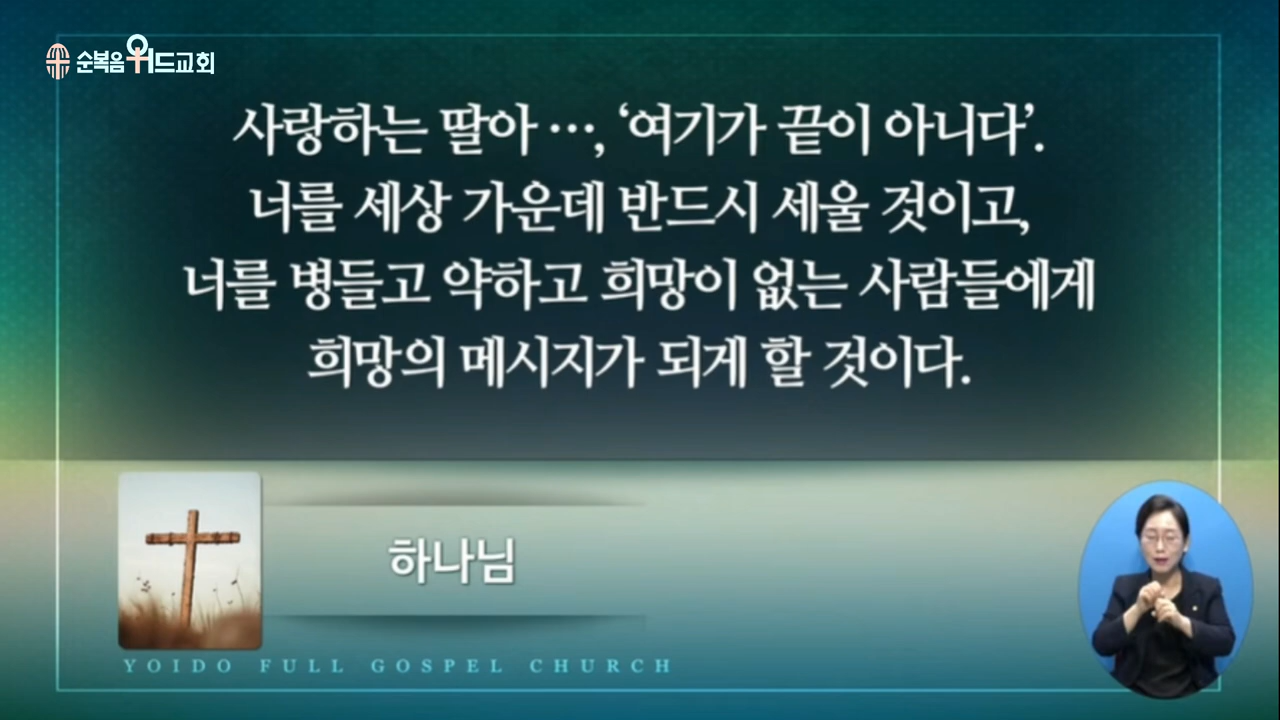 순복음위드교회
사랑하는 딸아 …, ‘여기가 끝이 아니다’.
너를 세상 가운데 반드시 세울 것이고,
너를 병들고 약하고 희망이 없는 사람들에게
희망의 메시지가 되게 할 것이다.
하나님
YOIDO FULL GOSPEL CHURCH